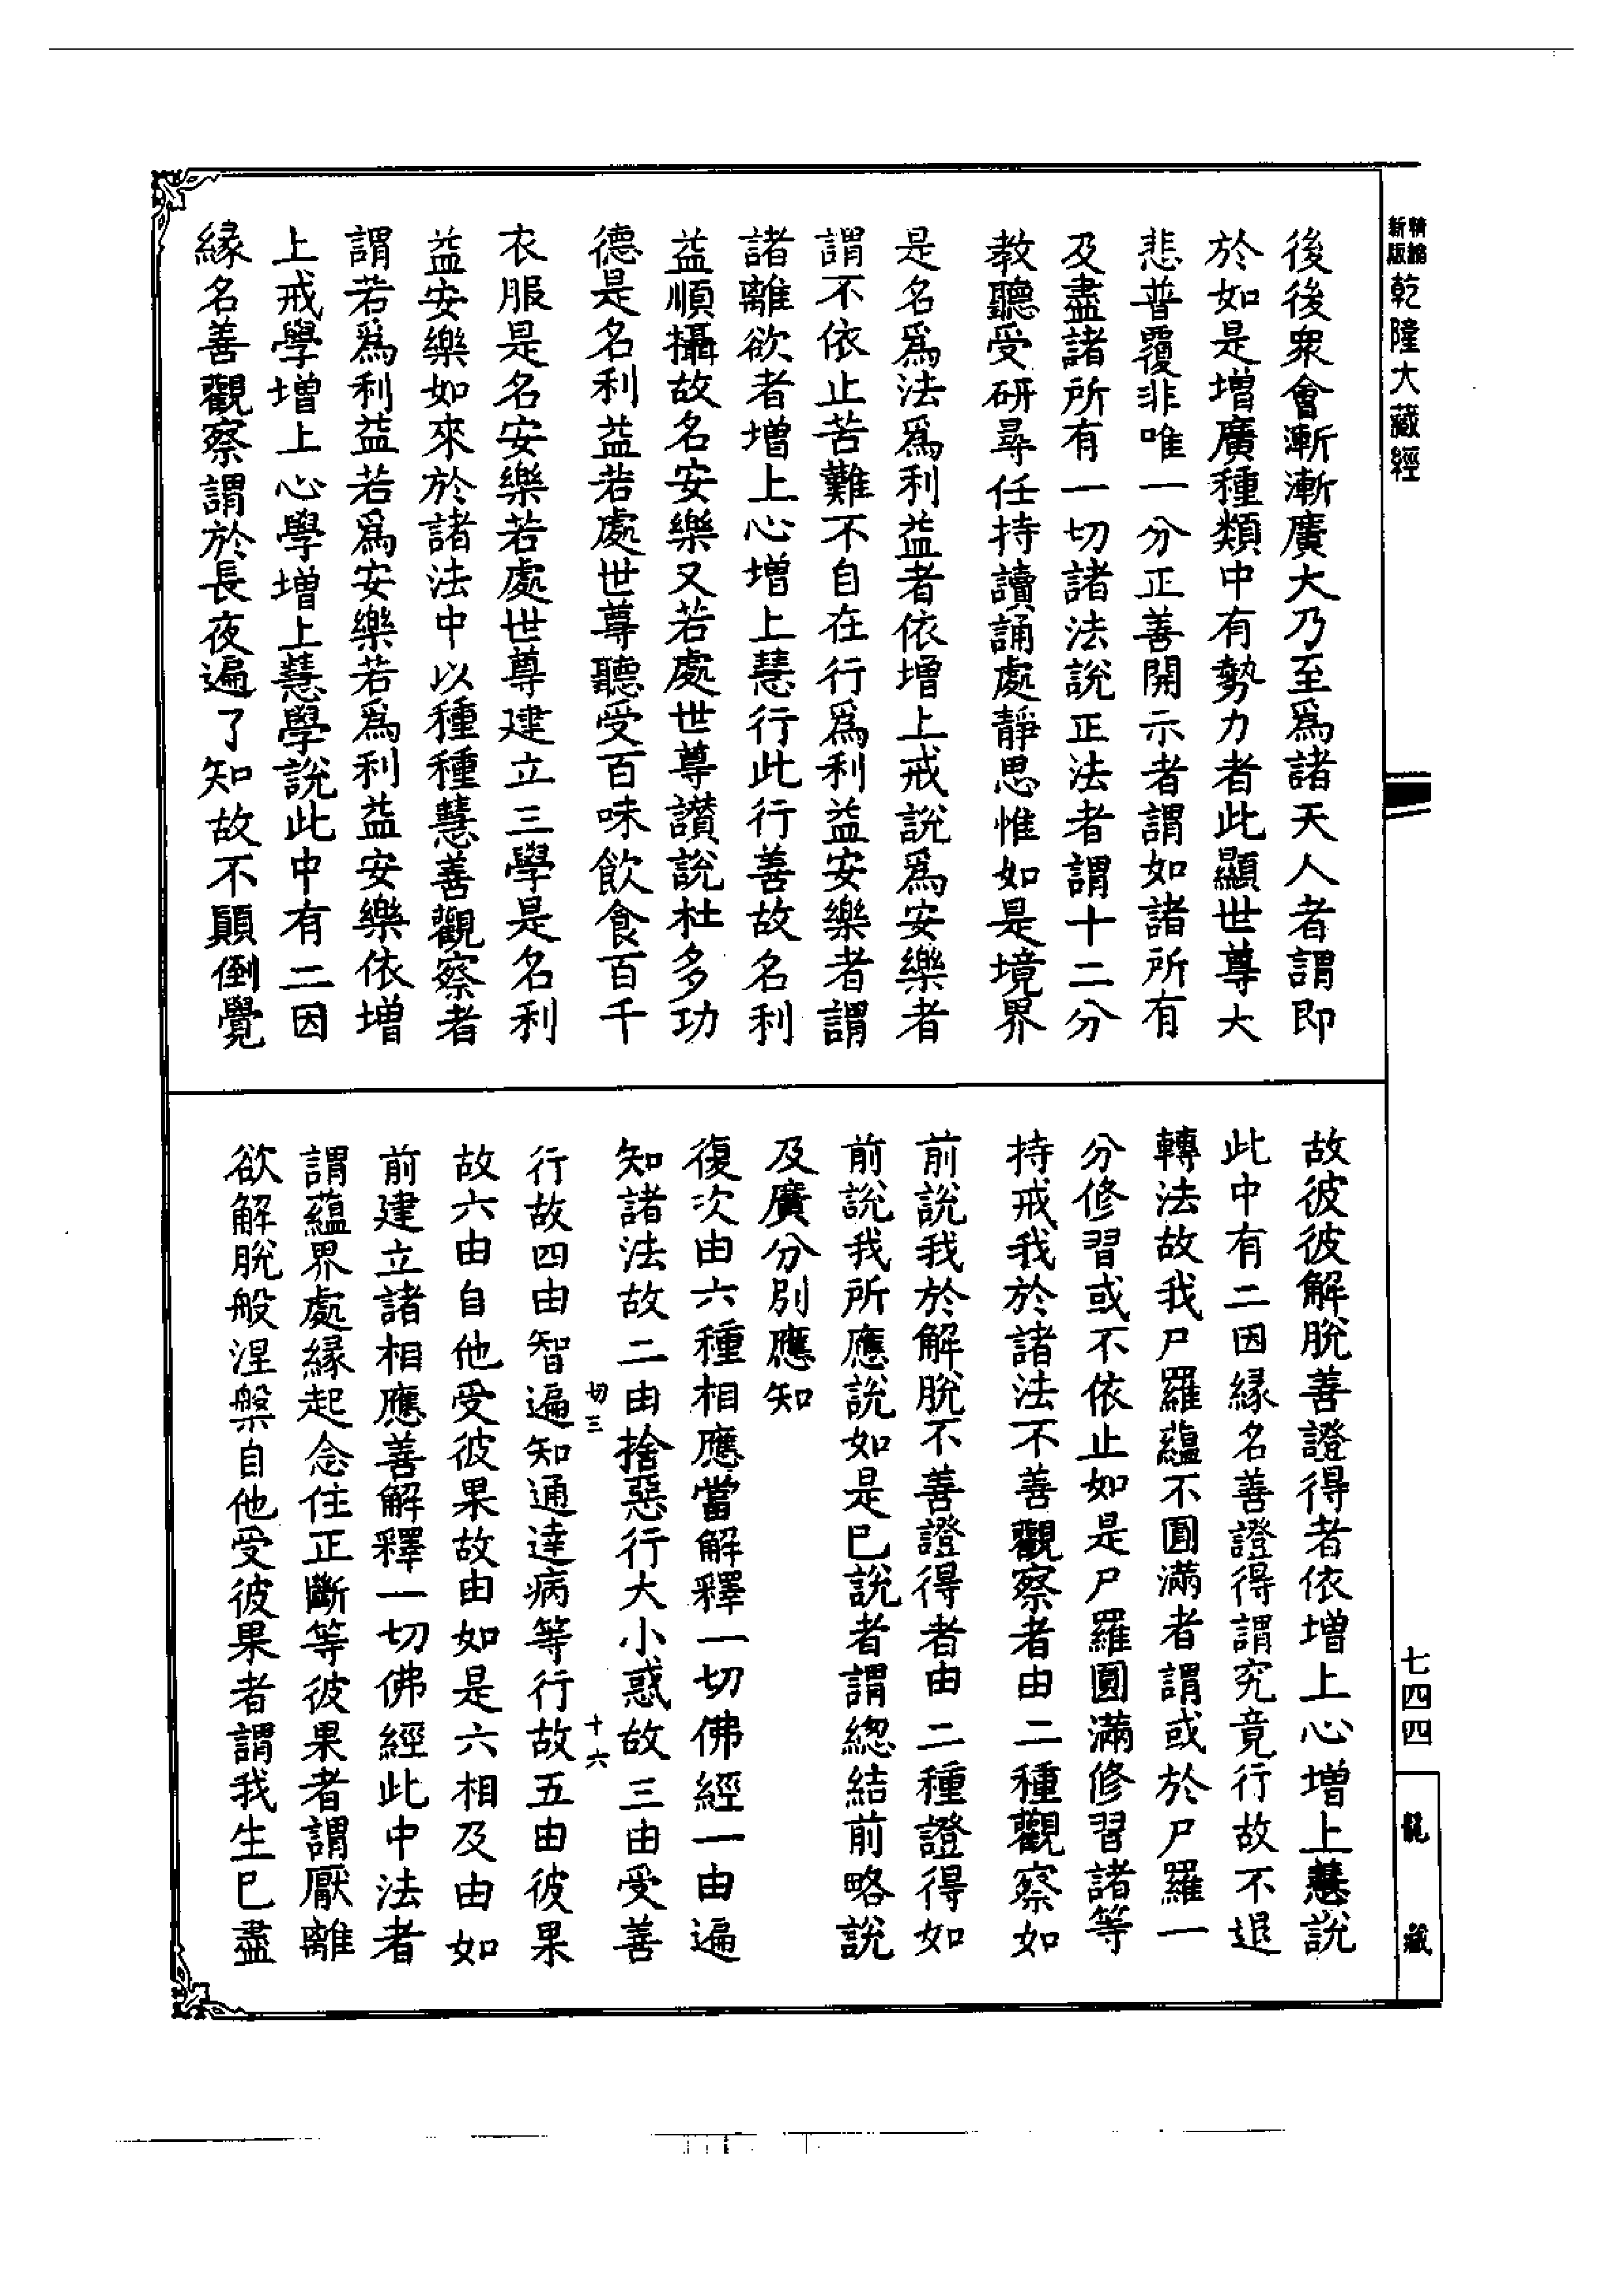 精縮新版乾隆大藏經
後後衆會漸漸廣大乃至爲諸天人者謂即
於如是增廣種類中有勢力者此顯世尊大
悲普覆非唯一分正善開示者謂如諸所有
及盡諸所有一切諸法說正法者謂十二分
教聽受研尋任持讀誦處靜思惟如是境界
是名爲法爲利益者依增上戒說爲安樂者
謂不依止苦難不自在行爲利益安樂者謂
諸離欲者增上心增上慧行此行善故名利
益順攝故名安樂又若處世尊讃說杜多功
德是名利益若處世尊聽受百味飲食百千
衣服是名安樂若處世尊建立三學是名利
益安樂如來於諸法中以種種慧善觀察者
謂若爲利益若爲安樂若爲利益安樂依增
上戒學增上心學增上慧學說此中有二因
緣名善觀察謂於長夜遍了知故不顛倒覺
故彼彼解脫善證得者依增上心增上慧說
此中有二因緣名善證得謂究竟行故不退
轉法故我尸羅蘊不圓滿者謂或於尸羅一
分修習或不依止如是尸羅圓滿修習諸等
持戒我於諸法不善觀察者由二種觀察如
前說我於解脫不善證得者由二種證得如
前說我所應說如是已說者謂總結前略說
及廣分別應知
復次由六種相應當解釋一切佛經一由遍
知諸法故二由捨惡行大小惑故三由受善
切三 十六
行故四由智遍知通達病等行故五由彼果
故六由自他受彼果故由如是六相及由如
前建立諸相應善解釋一切佛經此中法者
謂蘊界處緣起念住正斷等彼果者謂厭離
欲解脫般涅槃自他受彼果者謂我生已盡
七四四
龍藏